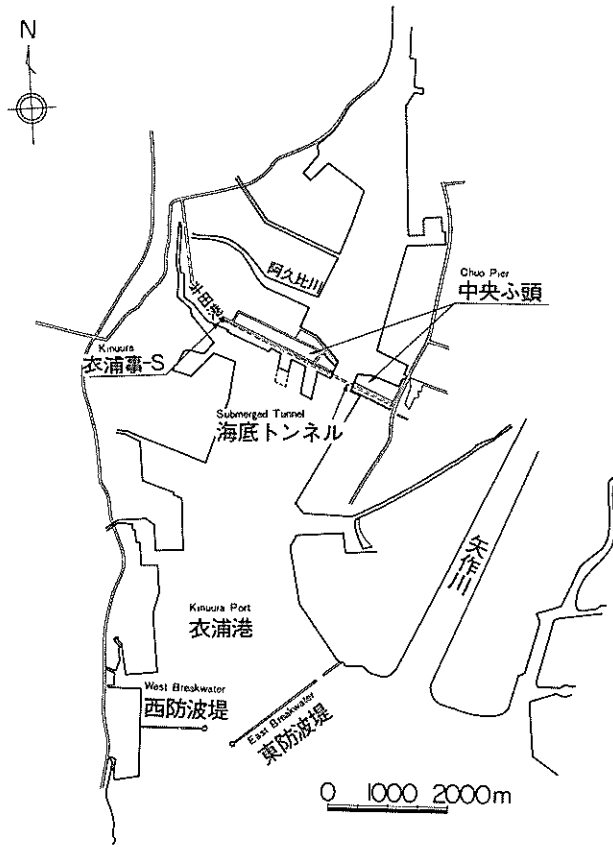 N
阿久比川
半田港
Chuo Pier
中央ふ頭
Kinuura
衣浦事-S
Submerged Tunnel
海底トンネル
矢作川
Kinuura Port
衣浦港
West Breakwater
西防波堤
East Breakwater
東防波堤
0 1000 2000m